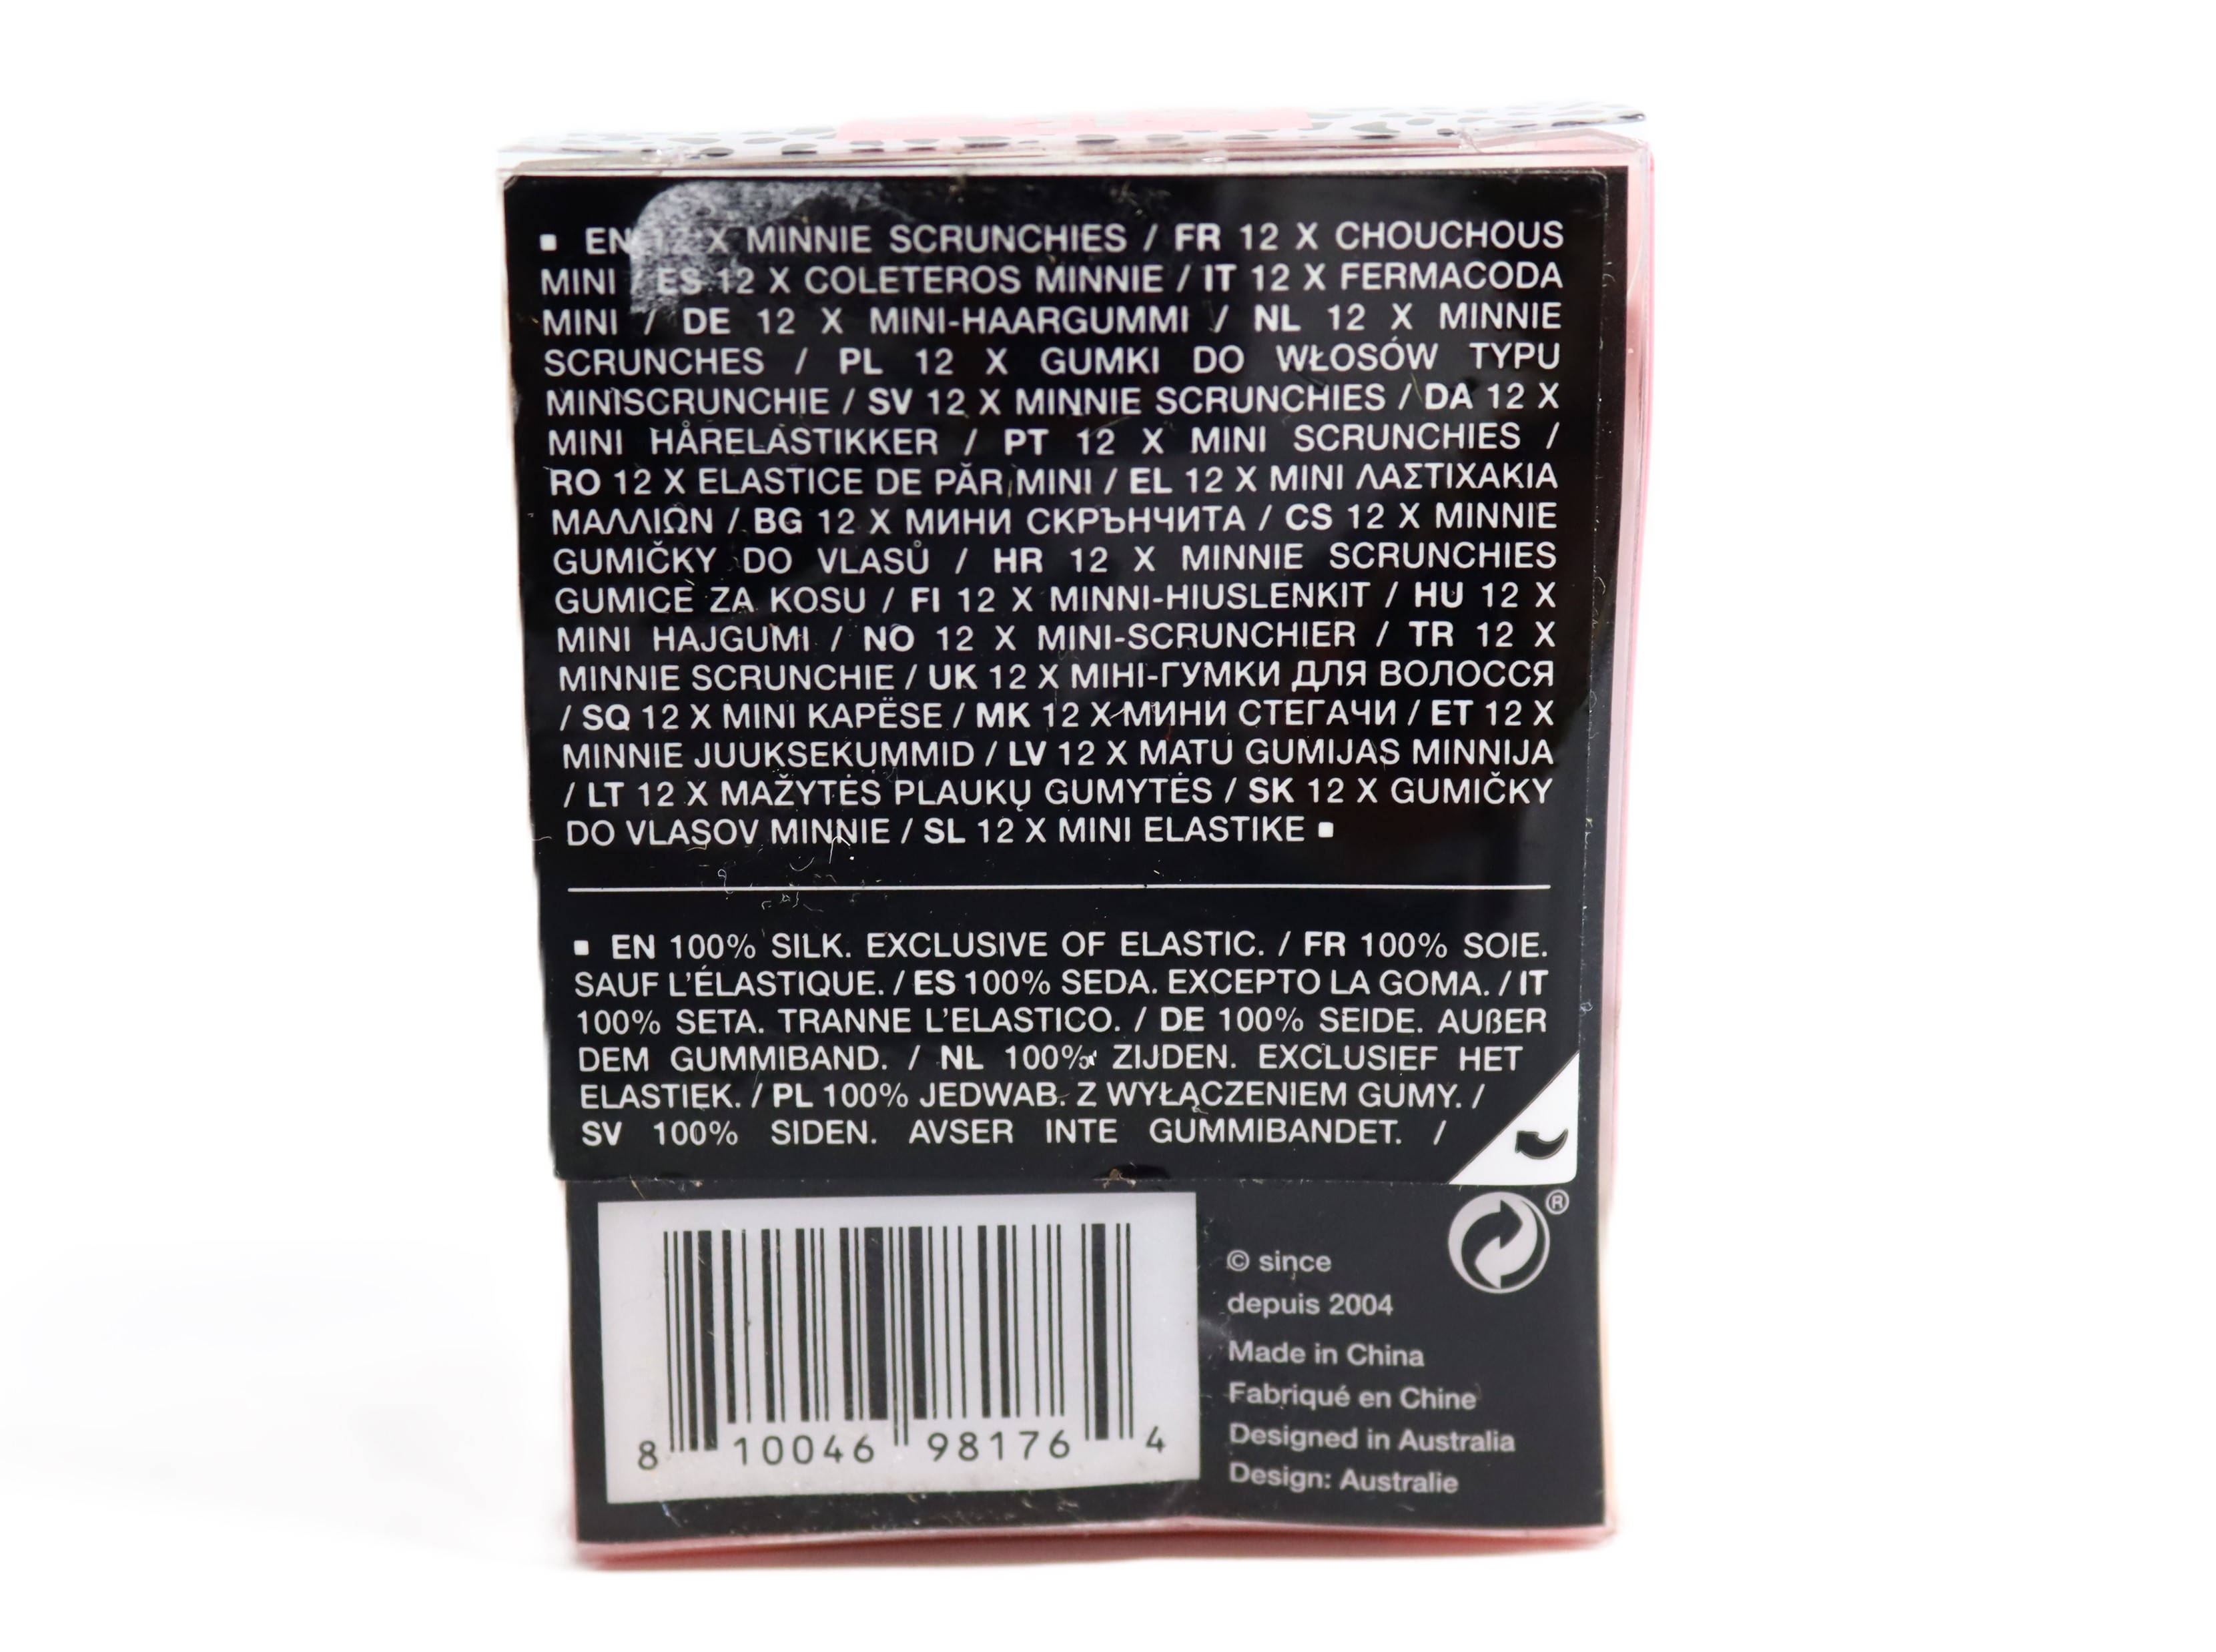 ▪ EN 12 X MINNIE SCRUNCHIES / FR 12 X CHOUCHOUS
MINI / ES 12 X COLETEROS MINNIE / IT 12 X FERMACODA
MINI / DE 12 X MINI-HAARGUMMI / NL 12 X MINNIE
SCRUNCHES / PL 12 X GUMKI DO WŁOSÓW TYPU
MINISCRUNCHIE / SV 12 X MINNIE SCRUNCHIES / DA 12 X
MINI HÅRELASTIKKER / PT 12 X MINI SCRUNCHIES /
RO 12 X ELASTICE DE PĂR MINI / EL 12 X MINI ΛΑΣΤΙΧΑΚΙΑ
ΜΑΛΛΙΩΝ / BG 12 X МИНИ СКРЪНЧИТА / CS 12 X MINNIE
GUMIČKY DO VLASŮ / HR 12 X MINNIE SCRUNCHIES
GUMICE ZA KOSU / FI 12 X MINNI-HIUSLENKIT / HU 12 X
MINI HAJGUMI / NO 12 X MINI-SCRUNCHIER / TR 12 X
MINNIE SCRUNCHIE / UK 12 X МІНІ-ГУМКИ ДЛЯ ВОЛОССЯ
/ SQ 12 X MINI KAPËSE / MK 12 X МИНИ СТЕГАЧИ / ET 12 X
MINNIE JUUKSEKUMMID / LV 12 X MATU GUMIJAS MINNIJA
/ LT 12 X MAŽYTĖS PLAUKŲ GUMYTĖS / SK 12 X GUMIČKY
DO VLASOV MINNIE / SL 12 X MINI ELASTIKE ▪
▪ EN 100% SILK. EXCLUSIVE OF ELASTIC. / FR 100% SOIE.
SAUF L'ÉLASTIQUE. / ES 100% SEDA. EXCEPTO LA GOMA. / IT
100% SETA. TRANNE L'ELASTICO. / DE 100% SEIDE. AUßER
DEM GUMMIBAND. / NL 100% ZIJDEN. EXCLUSIEF HET
ELASTIEK. / PL 100% JEDWAB. Z WYŁĄCZENIEM GUMY. /
SV 100% SIDEN. AVSER INTE GUMMIBANDET. /
8 10046 98176 4
® 
© since
depuis 2004
Made in China
Fabriqué en Chine
Designed in Australia
Design: Australie